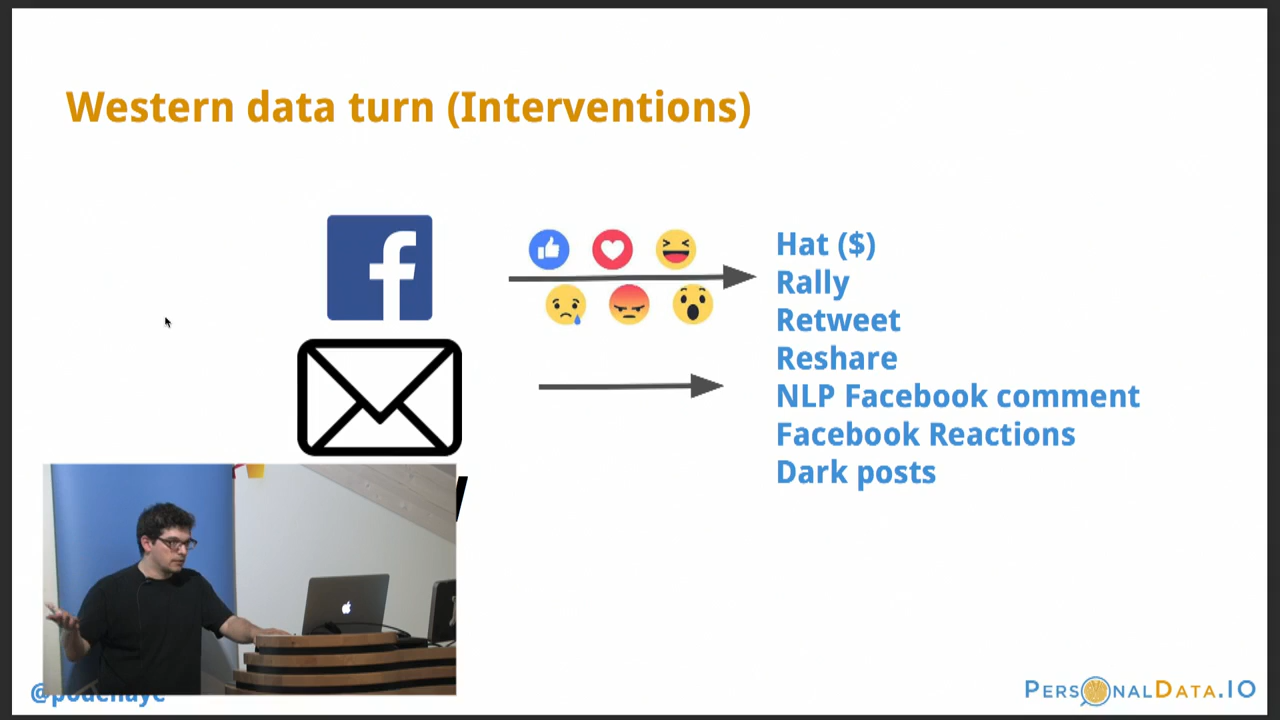 Western data turn (Interventions)
Hat ($)
Rally
Retweet
Reshare
NLP Facebook comment
Facebook Reactions
Dark posts
PERSONALDATA.IO